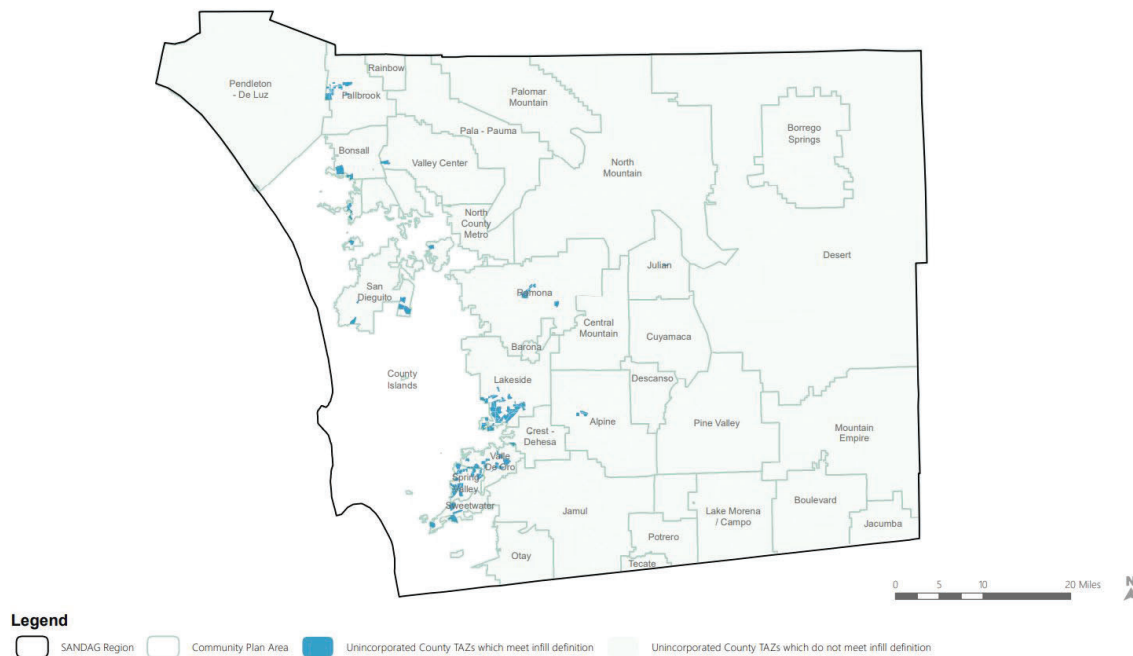 Rainbow
Pendleton
- De Luz
Fallbrook
Palomar
Mountain
Borrego
Springs
Pala - Pauma
Bonsall
Valley Center
North
Mountain
North
County
Metro
Desert
Julian
San
Dieguito
Ramona
Central
Mountain
Cuyamaca
Barona
County
Islands
Lakeside
Descanso
Alpine
Pine Valley
Crest -
Dehesa
Mountain
Empire
Valle
De Oro
Spring
Valley
Sweetwater
Jamul
Lake Morena
/ Campo
Boulevard
Jacumba
Potrero
Otay
Tecate
0 5 10 20 Miles
N
Legend
SANDAG Region Community Plan Area Unincorporated County TAZs which meet infill definition Unincorporated County TAZs which do not meet infill definition